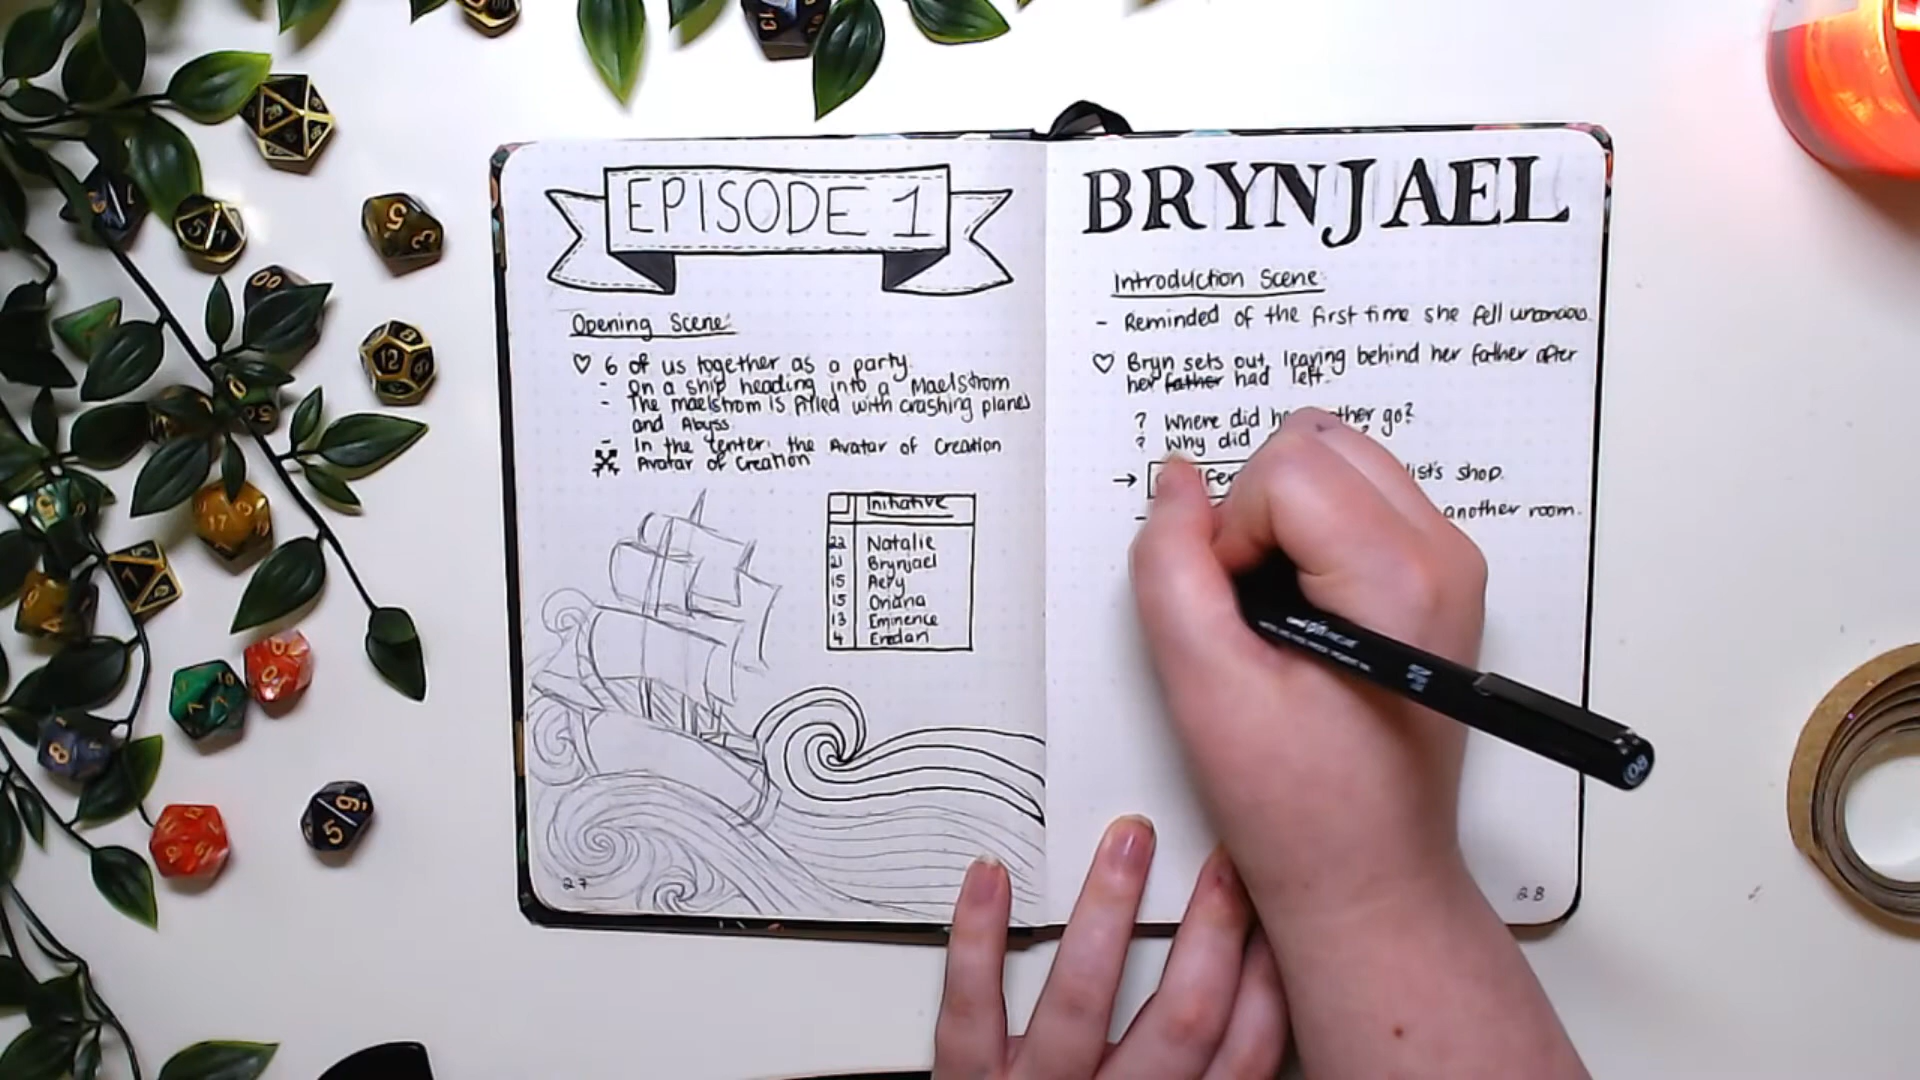 EPISODE 1
Opening Scene:
♡ 6 of us together as a party.
- On a ship heading into a Maelstrom
- The maelstrom is filled with crashing planes
and Abyss.
- In the center: the Avatar of Creation
Avatar of Creation
Initiative
22 Natalie
21 Brynjael
15 Aery
15 Oriana
13 Eminence
4 Eredan
27
BRYNJAEL
Introduction Scene:
- Reminded of the first time she fell unconcious.
♡ Bryn sets out, leaving behind her father after
her father had left.
? Where did go?
? Why did
→ shop.
- another room.
28
08